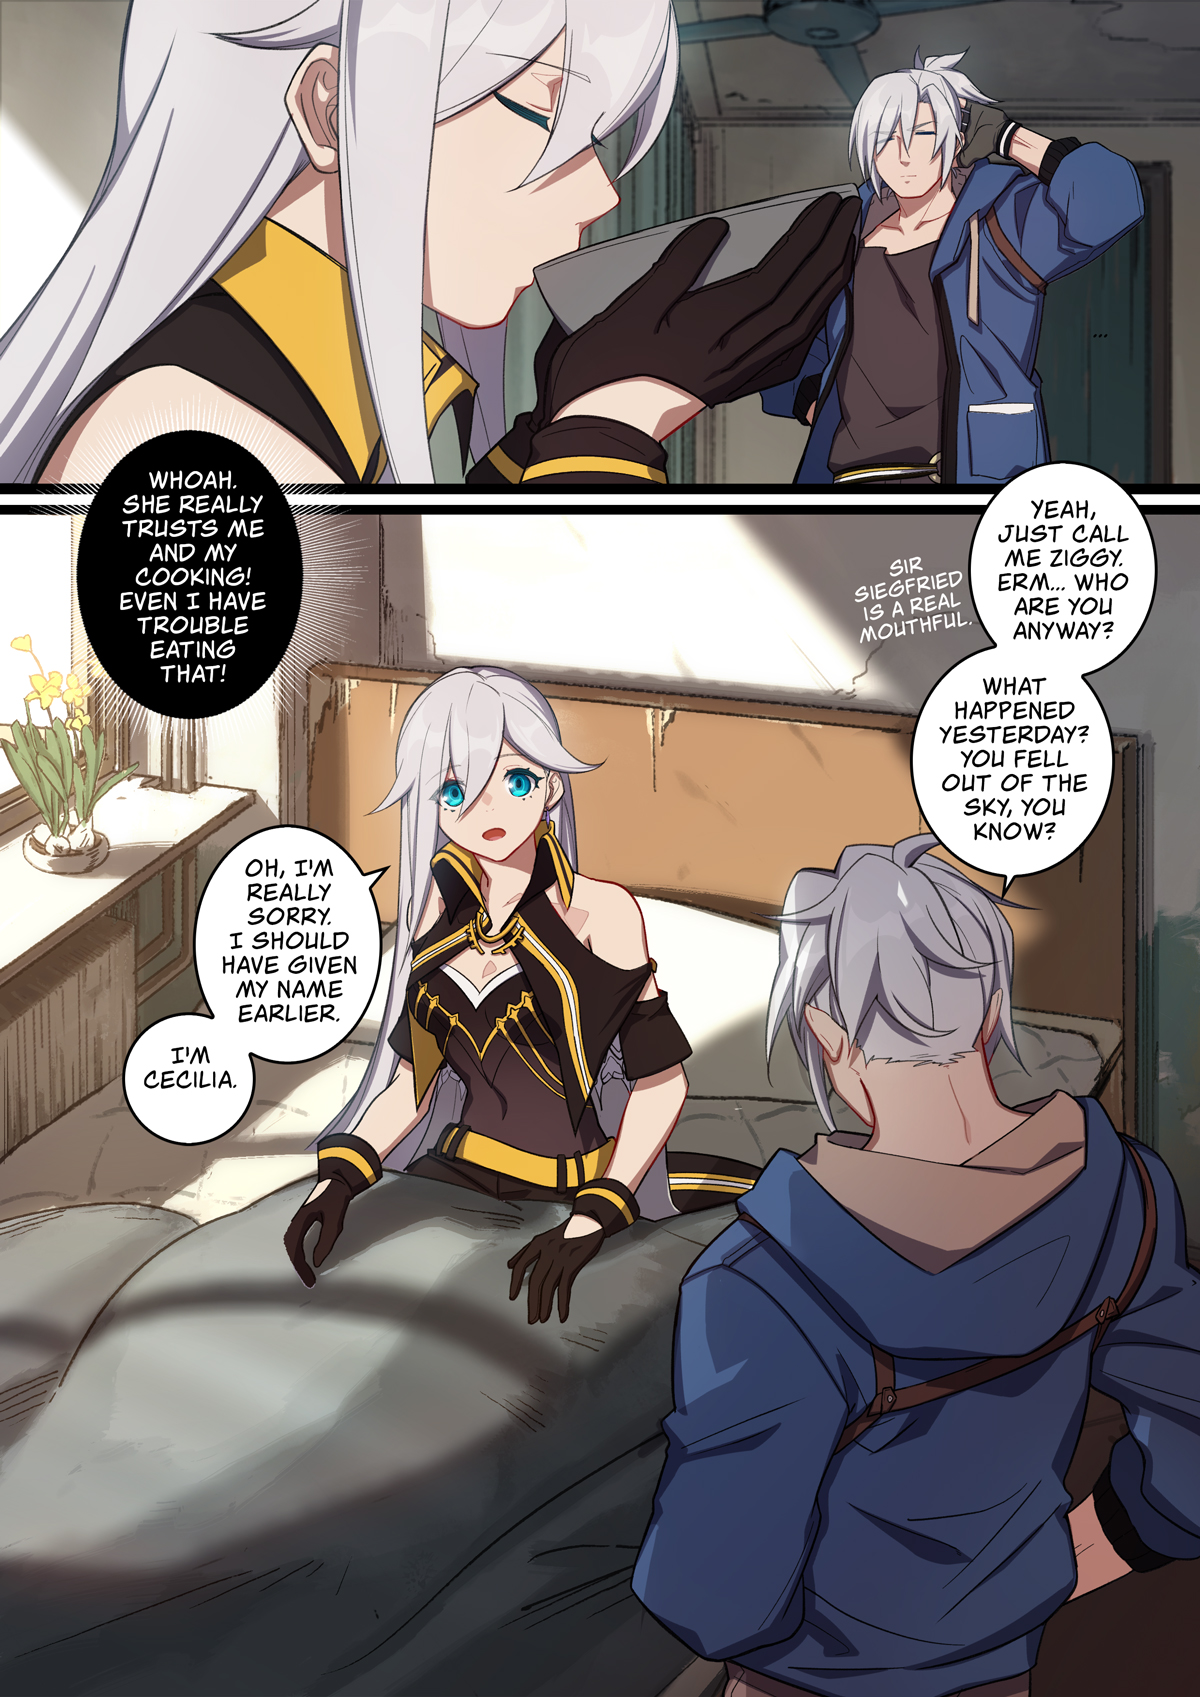 ...
WHOAH.
SHE REALLY
TRUSTS ME
AND MY
COOKING!
EVEN I HAVE
TROUBLE
EATING
THAT!
YEAH,
JUST CALL
ME ZIGGY.
ERM... WHO
ARE YOU
ANYWAY?
SIR
SIEGFRIED
IS A REAL
MOUTHFUL.
WHAT
HAPPENED
YESTERDAY?
YOU FELL
OUT OF THE
SKY, YOU
KNOW?
OH, I'M
REALLY
SORRY.
I SHOULD
HAVE GIVEN
MY NAME
EARLIER.
I'M
CECILIA.